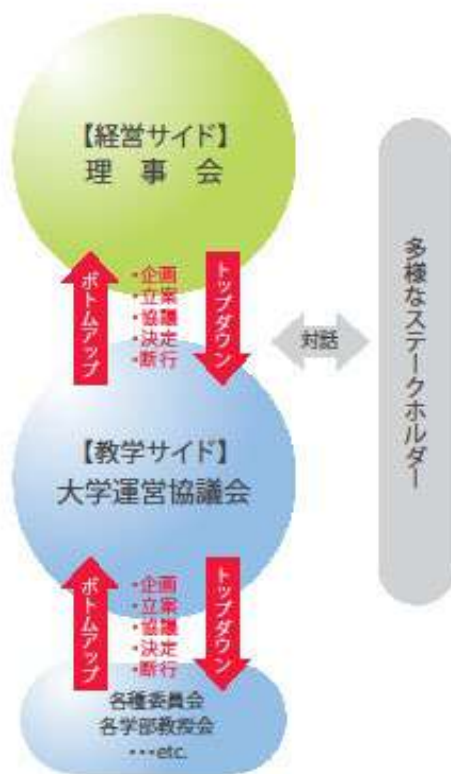 【経営サイド】
理事会
ボトムアップ
・企画
・立案
・協議
・決定
・断行
トップダウン
対話
多様なステークホルダー
【教学サイド】
大学運営協議会
ボトムアップ
・企画
・立案
・協議
・決定
・断行
トップダウン
各種委員会
各学部教授会
・・・etc.